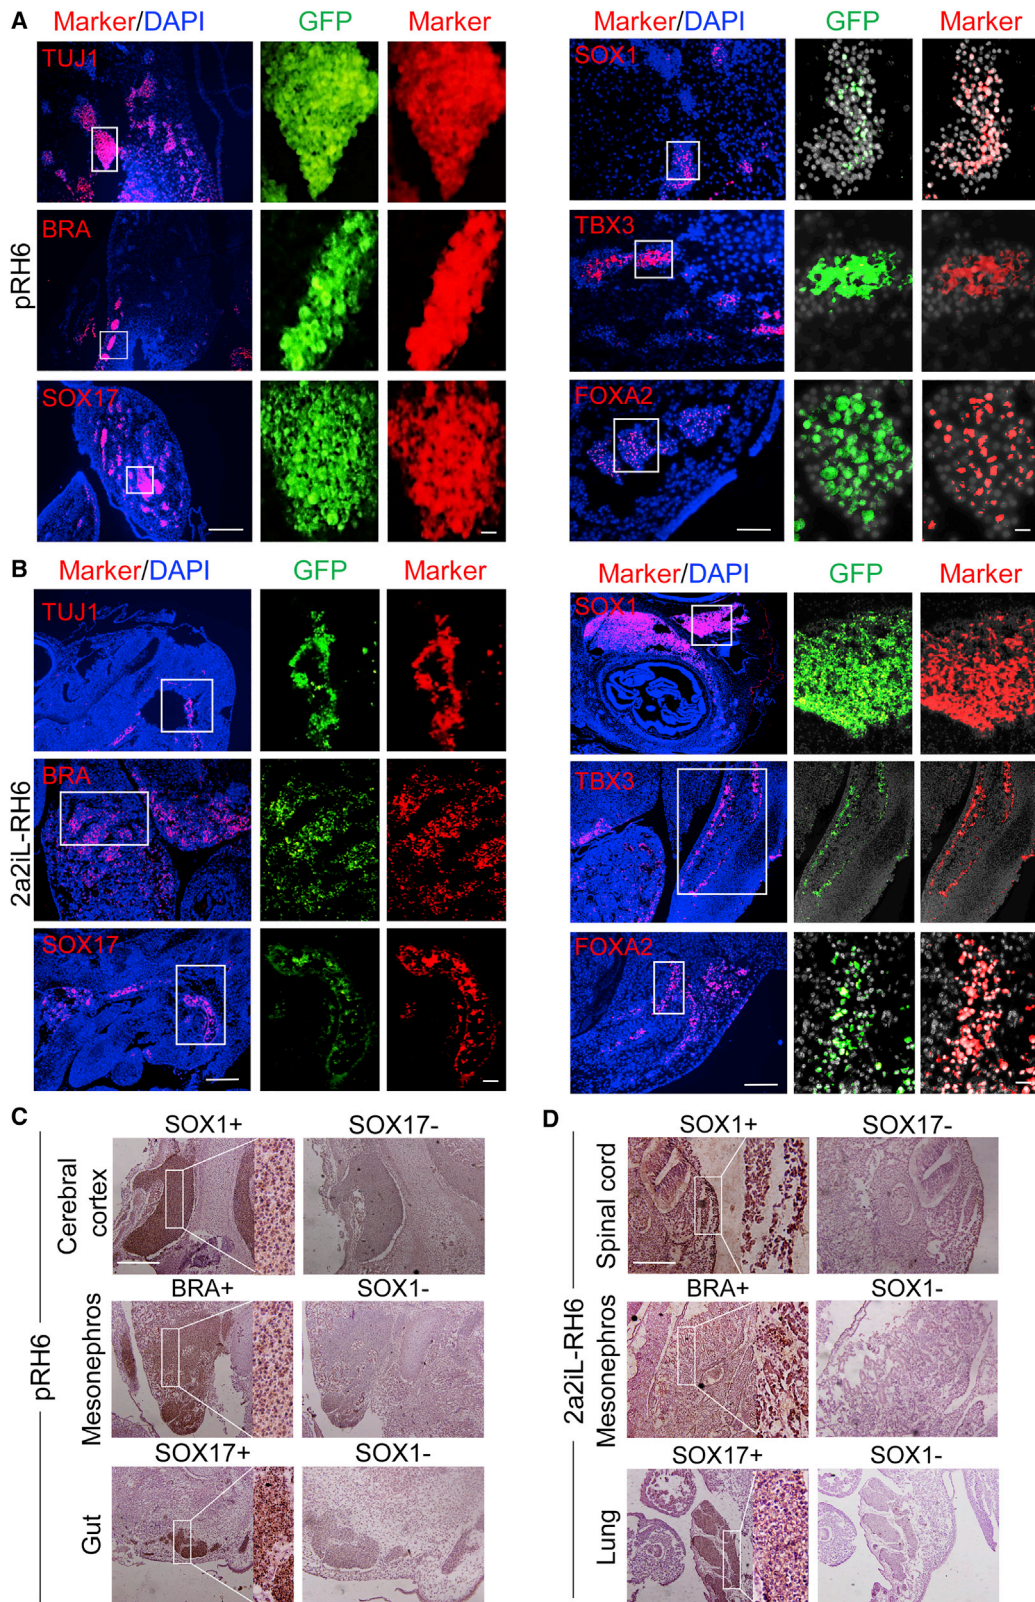 A
Marker/DAPI GFP Marker
TUJ1
BRA
SOX17
pRH6
SOX1
TBX3
FOXA2
Marker/DAPI GFP Marker
B
Marker/DAPI GFP Marker
TUJ1
BRA
SOX17
2a2iL-RH6
Marker/DAPI GFP Marker
SOX1
TBX3
FOXA2
C
SOX1+ SOX17-
Cerebral
cortex
BRA+ SOX1-
Mesonephros
SOX17+ SOX1-
Gut
pRH6
D
SOX1+ SOX17-
Spinal cord
BRA+ SOX1-
Mesonephros
SOX17+ SOX1-
Lung
2a2iL-RH6